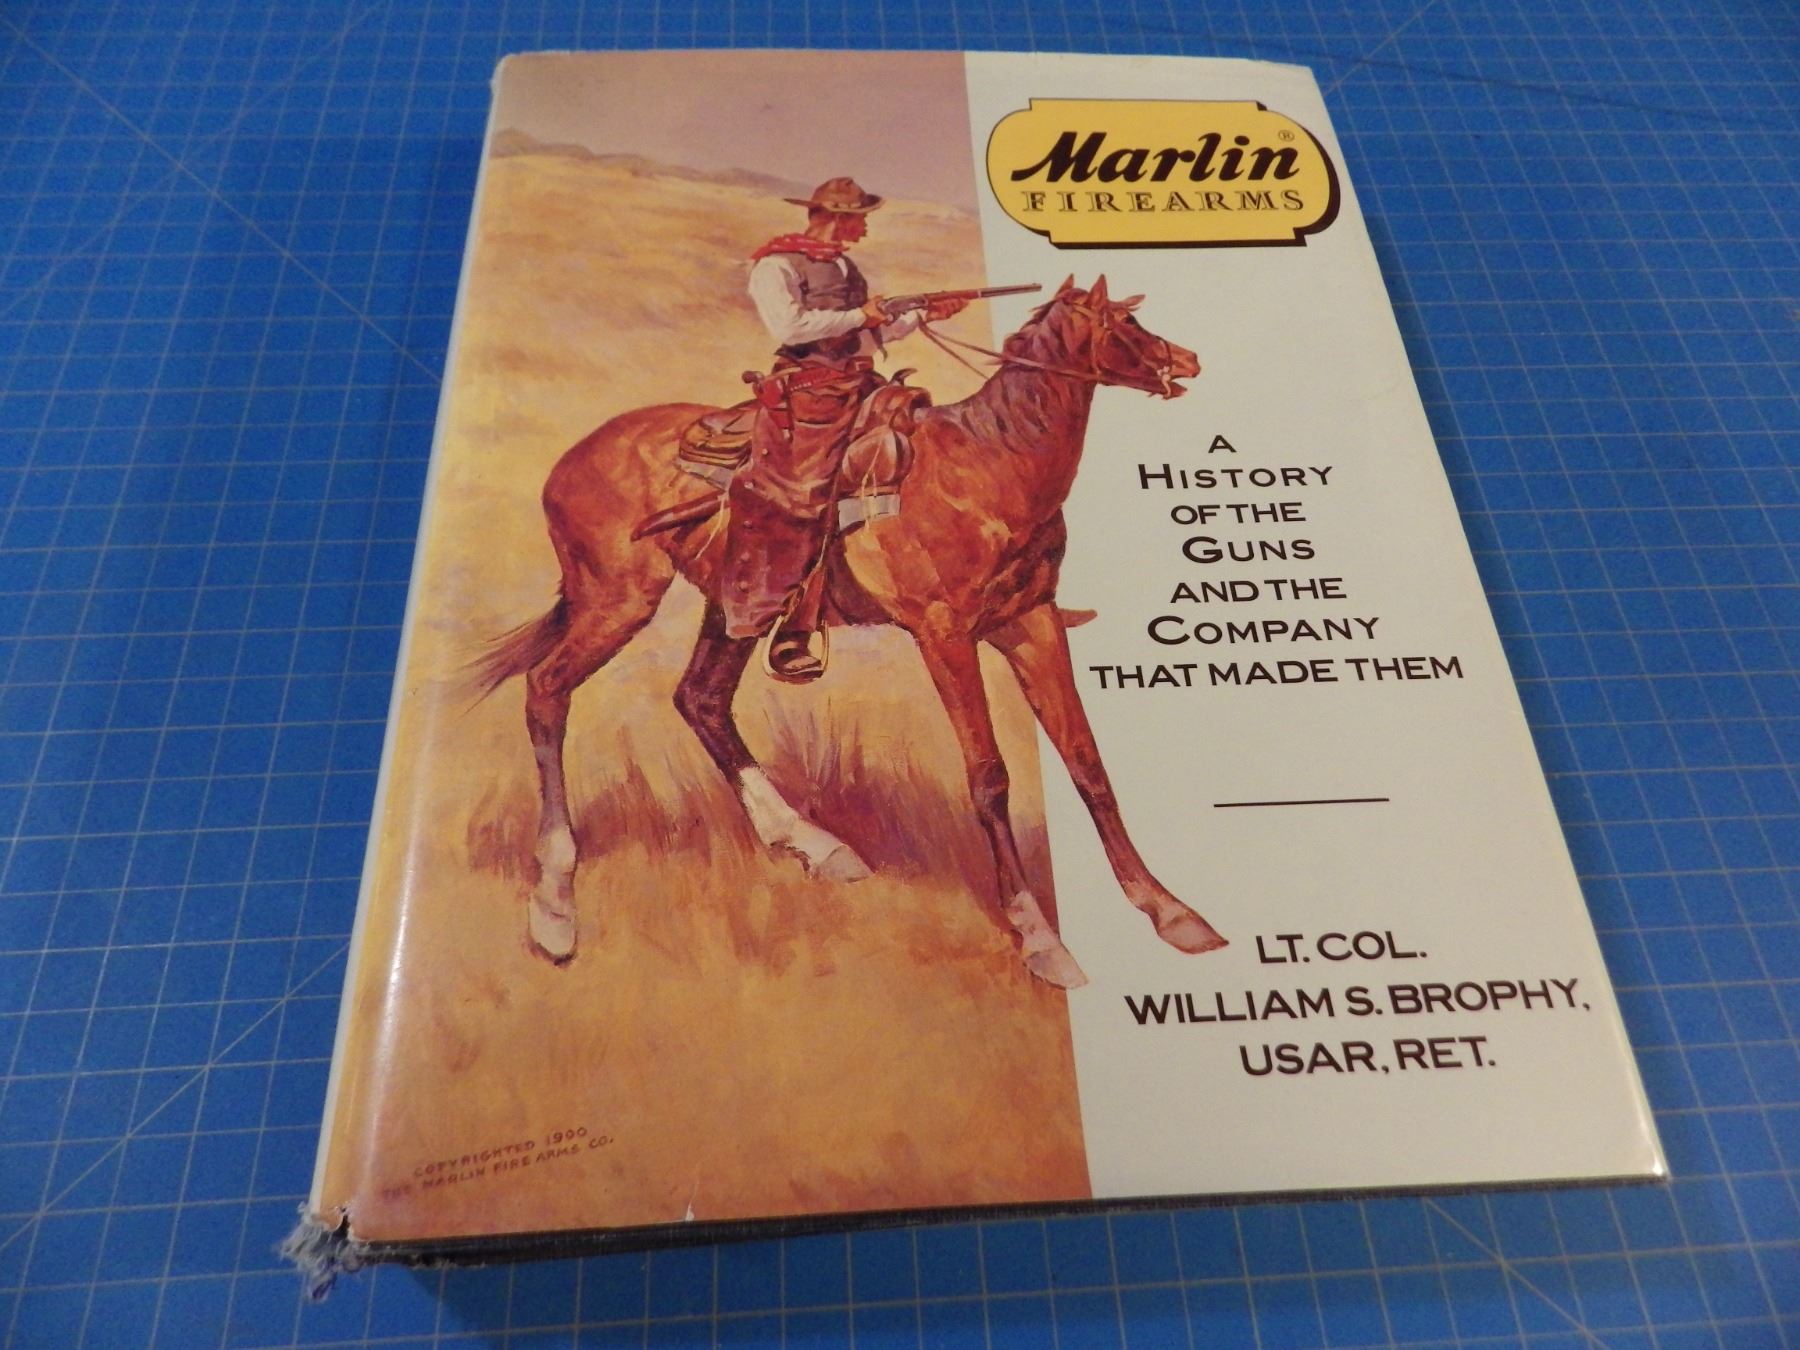 Marlin®
FIREARMS
A
HISTORY
OF THE
GUNS
AND THE
COMPANY
THAT MADE THEM
LT. COL.
WILLIAM S. BROPHY,
USAR, RET.
COPYRIGHTED 1900
THE MARLIN FIRE ARMS CO.